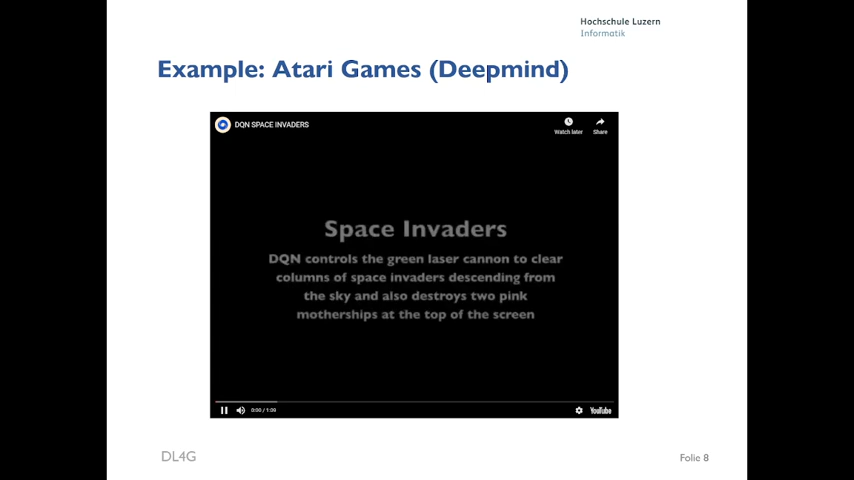 Hochschule Luzern
Informatik
Example: Atari Games (Deepmind)
DQN SPACE INVADERS
Watch later
Share
Space Invaders
DQN controls the green laser cannon to clear
columns of space invaders descending from
the sky and also destroys two pink
motherships at the top of the screen
0:00 / 1:09
YouTube
DL4G
Folie 8